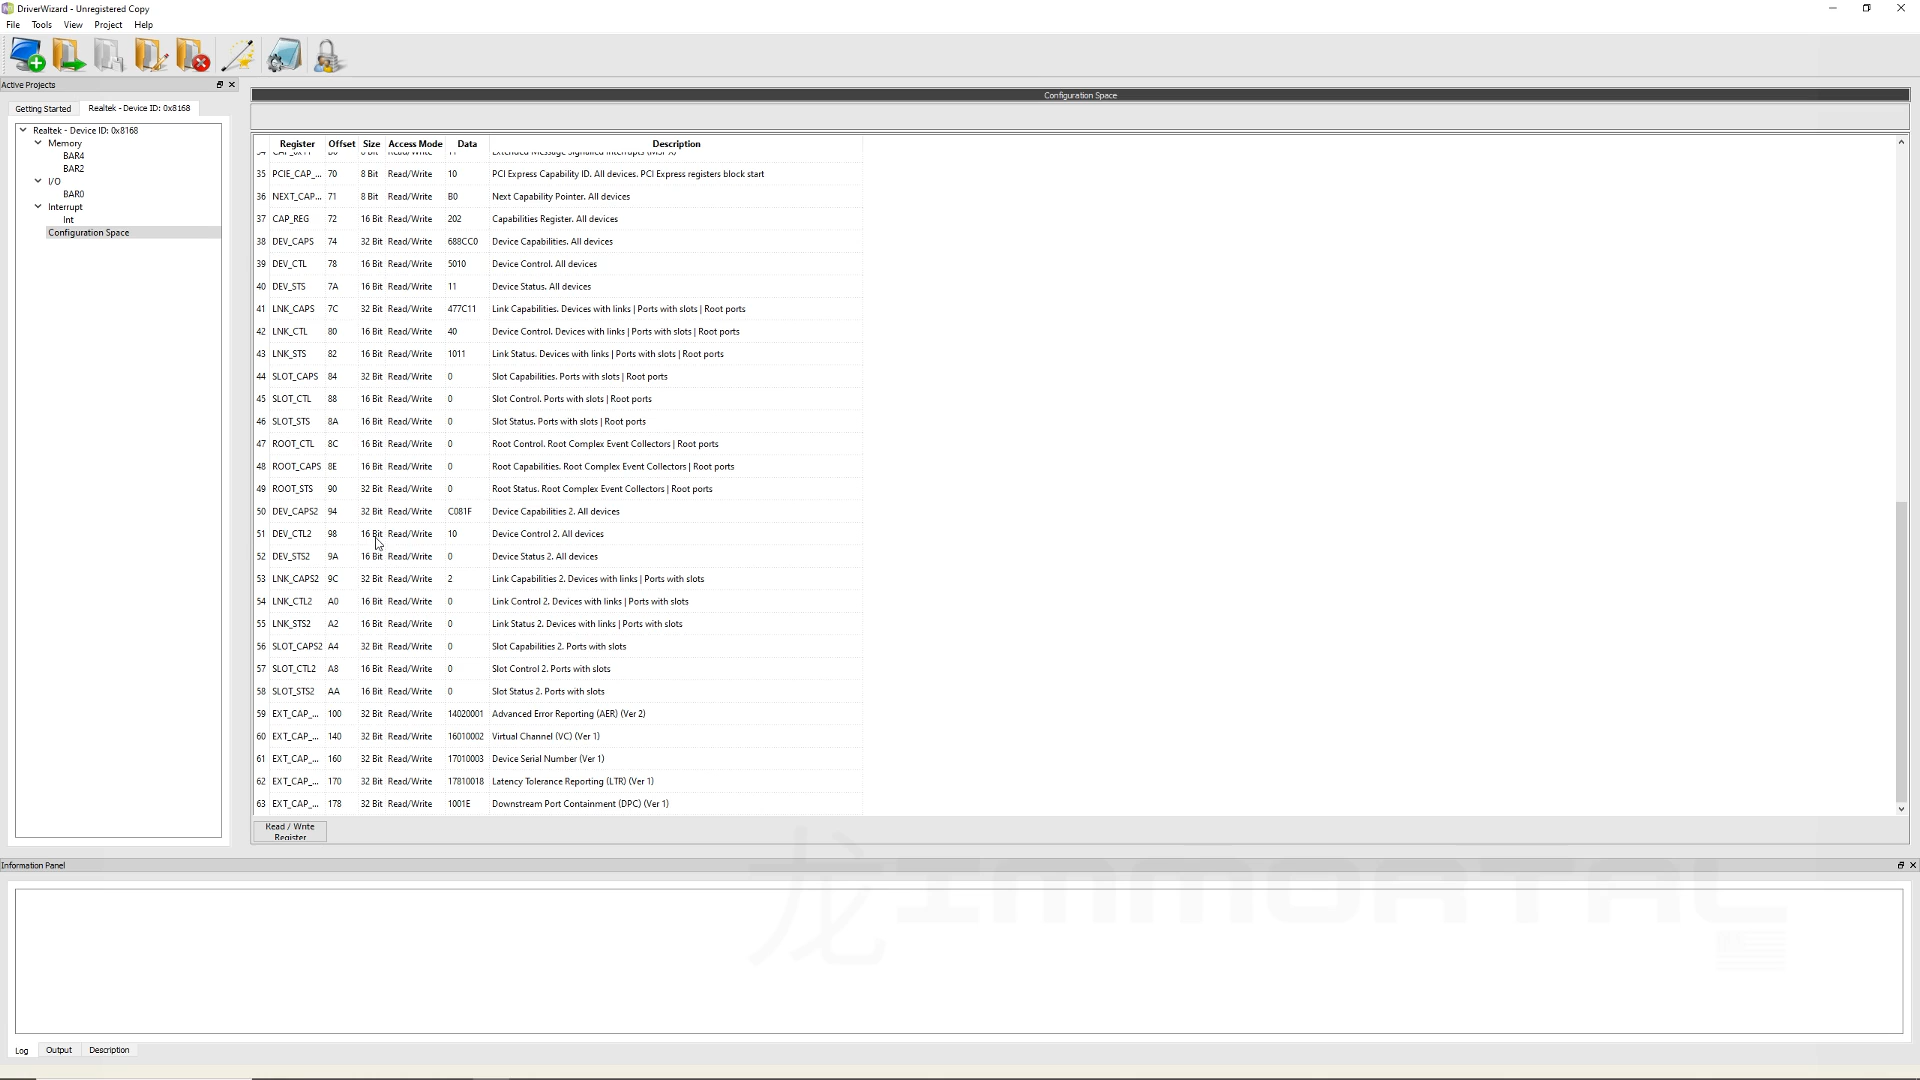 DriverWizard - Unregistered Copy
File Tools View Project Help
Active Projects
Getting Started Realtek - Device ID: 0x8168
Realtek - Device ID: 0x8168
Memory
BAR4
BAR2
I/O
BAR0
Interrupt
Int
Configuration Space
Configuration Space
Register Offset Size Access Mode Data Description
35 PCIE_CAP_... 70 8 Bit Read/Write 10 PCI Express Capability ID. All devices. PCI Express registers block start
36 NEXT_CAP... 71 8 Bit Read/Write B0 Next Capability Pointer. All devices
37 CAP_REG 72 16 Bit Read/Write 202 Capabilities Register. All devices
38 DEV_CAPS 74 32 Bit Read/Write 688CC0 Device Capabilities. All devices
39 DEV_CTL 78 16 Bit Read/Write 5010 Device Control. All devices
40 DEV_STS 7A 16 Bit Read/Write 11 Device Status. All devices
41 LNK_CAPS 7C 32 Bit Read/Write 477C11 Link Capabilities. Devices with links | Ports with slots | Root ports
42 LNK_CTL 80 16 Bit Read/Write 40 Device Control. Devices with links | Ports with slots | Root ports
43 LNK_STS 82 16 Bit Read/Write 1011 Link Status. Devices with links | Ports with slots | Root ports
44 SLOT_CAPS 84 32 Bit Read/Write 0 Slot Capabilities. Ports with slots | Root ports
45 SLOT_CTL 88 16 Bit Read/Write 0 Slot Control. Ports with slots | Root ports
46 SLOT_STS 8A 16 Bit Read/Write 0 Slot Status. Ports with slots | Root ports
47 ROOT_CTL 8C 16 Bit Read/Write 0 Root Control. Root Complex Event Collectors | Root ports
48 ROOT_CAPS 8E 16 Bit Read/Write 0 Root Capabilities. Root Complex Event Collectors | Root ports
49 ROOT_STS 90 32 Bit Read/Write 0 Root Status. Root Complex Event Collectors | Root ports
50 DEV_CAPS2 94 32 Bit Read/Write C081F Device Capabilities 2. All devices
51 DEV_CTL2 98 16 Bit Read/Write 10 Device Control 2. All devices
52 DEV_STS2 9A 16 Bit Read/Write 0 Device Status 2. All devices
53 LNK_CAPS2 9C 32 Bit Read/Write 2 Link Capabilities 2. Devices with links | Ports with slots
54 LNK_CTL2 A0 16 Bit Read/Write 0 Link Control 2. Devices with links | Ports with slots
55 LNK_STS2 A2 16 Bit Read/Write 0 Link Status 2. Devices with links | Ports with slots
56 SLOT_CAPS2 A4 32 Bit Read/Write 0 Slot Capabilities 2. Ports with slots
57 SLOT_CTL2 A8 16 Bit Read/Write 0 Slot Control 2. Ports with slots
58 SLOT_STS2 AA 16 Bit Read/Write 0 Slot Status 2. Ports with slots
59 EXT_CAP_... 100 32 Bit Read/Write 14020001 Advanced Error Reporting (AER) (Ver 2)
60 EXT_CAP_... 140 32 Bit Read/Write 16010002 Virtual Channel (VC) (Ver 1)
61 EXT_CAP_... 160 32 Bit Read/Write 17010003 Device Serial Number (Ver 1)
62 EXT_CAP_... 170 32 Bit Read/Write 17810018 Latency Tolerance Reporting (LTR) (Ver 1)
63 EXT_CAP_... 178 32 Bit Read/Write 1001E Downstream Port Containment (DPC) (Ver 1)
Read / Write
Register
Information Panel
龙IMMORTAL
Log Output Description